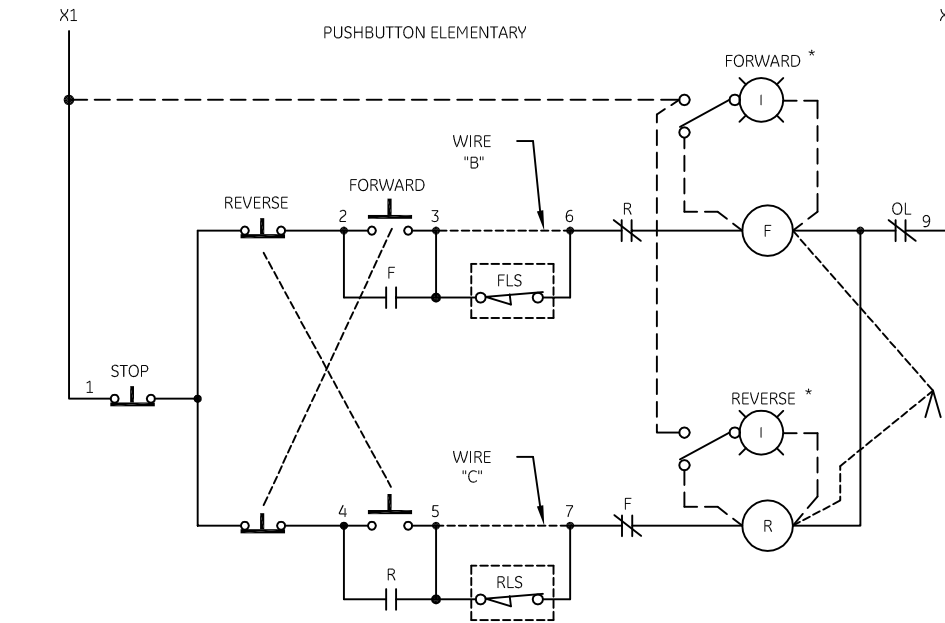 X1
X
PUSHBUTTON ELEMENTARY
FORWARD *
I
WIRE
"B"
FORWARD
REVERSE
2
3
6
R
F
OL
9
F
FLS
STOP
1
REVERSE *
I
WIRE
"C"
4
5
7
F
R
R
RLS